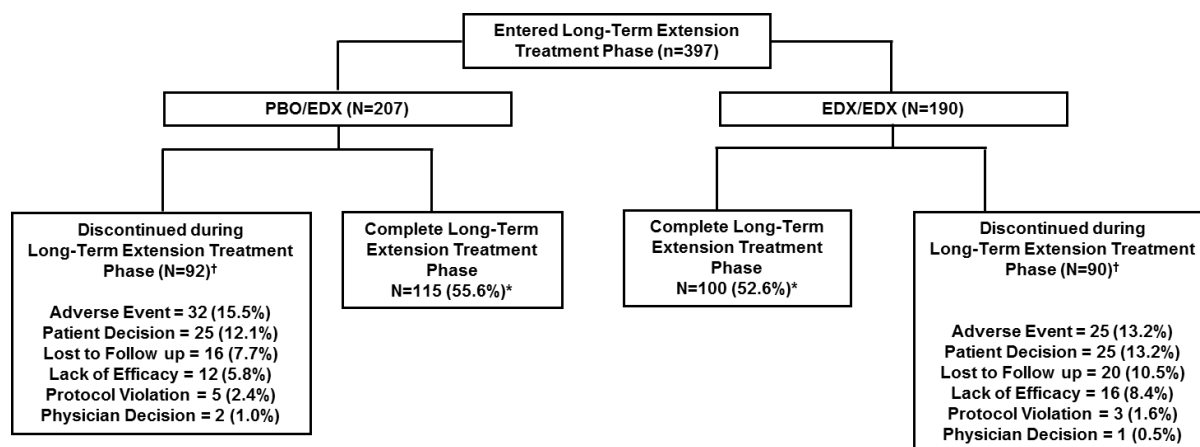 Entered Long-Term Extension
Treatment Phase (n=397)
PBO/EDX (N=207)
EDX/EDX (N=190)
Discontinued during
Long-Term Extension Treatment
Phase (N=92)†
Adverse Event = 32 (15.5%)
Patient Decision = 25 (12.1%)
Lost to Follow up = 16 (7.7%)
Lack of Efficacy = 12 (5.8%)
Protocol Violation = 5 (2.4%)
Physician Decision = 2 (1.0%)
Complete Long-Term
Extension Treatment
Phase
N=115 (55.6%)*
Complete Long-Term
Extension Treatment
Phase
N=100 (52.6%)*
Discontinued during
Long-Term Extension Treatment
Phase (N=90)†
Adverse Event = 25 (13.2%)
Patient Decision = 25 (13.2%)
Lost to Follow up = 20 (10.5%)
Lack of Efficacy = 16 (8.4%)
Protocol Violation = 3 (1.6%)
Physician Decision = 1 (0.5%)